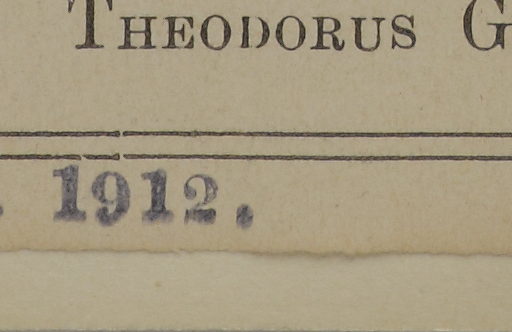 THEODORUS G
. 1912.